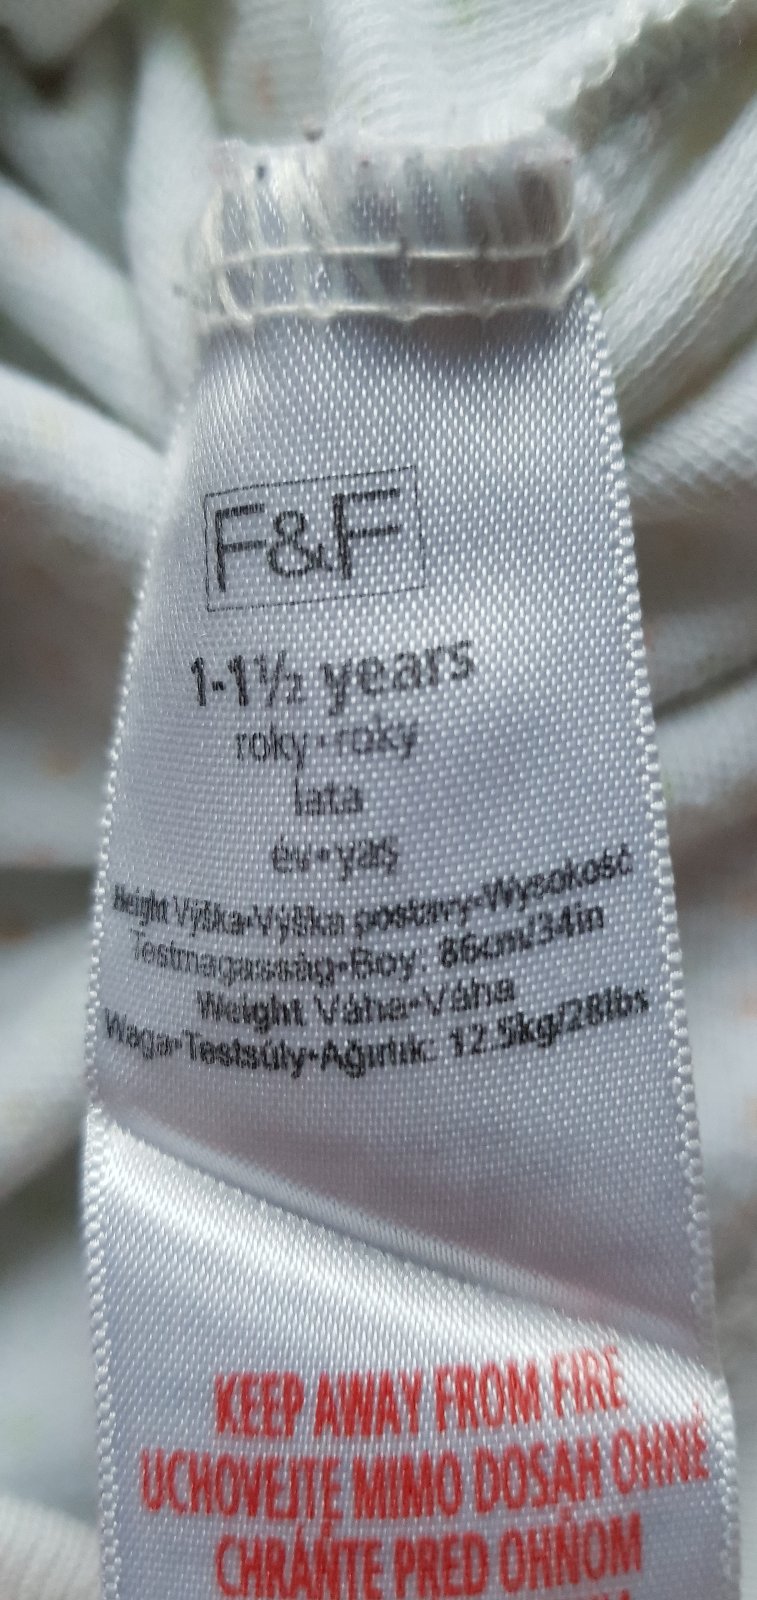 F&F
1-1½ years
roky•roky
lata
év•yaş
Height Výška•Výška postavy•Wysokość
Testmagasság•Boy: 86cm/34in
Weight Váha•Váha
Waga•Testsúly•Ağırlık: 12.5kg/28lbs
KEEP AWAY FROM FIRE
UCHOVEJTE MIMO DOSAH OHNĚ
CHRÁŇTE PRED OHŇOM